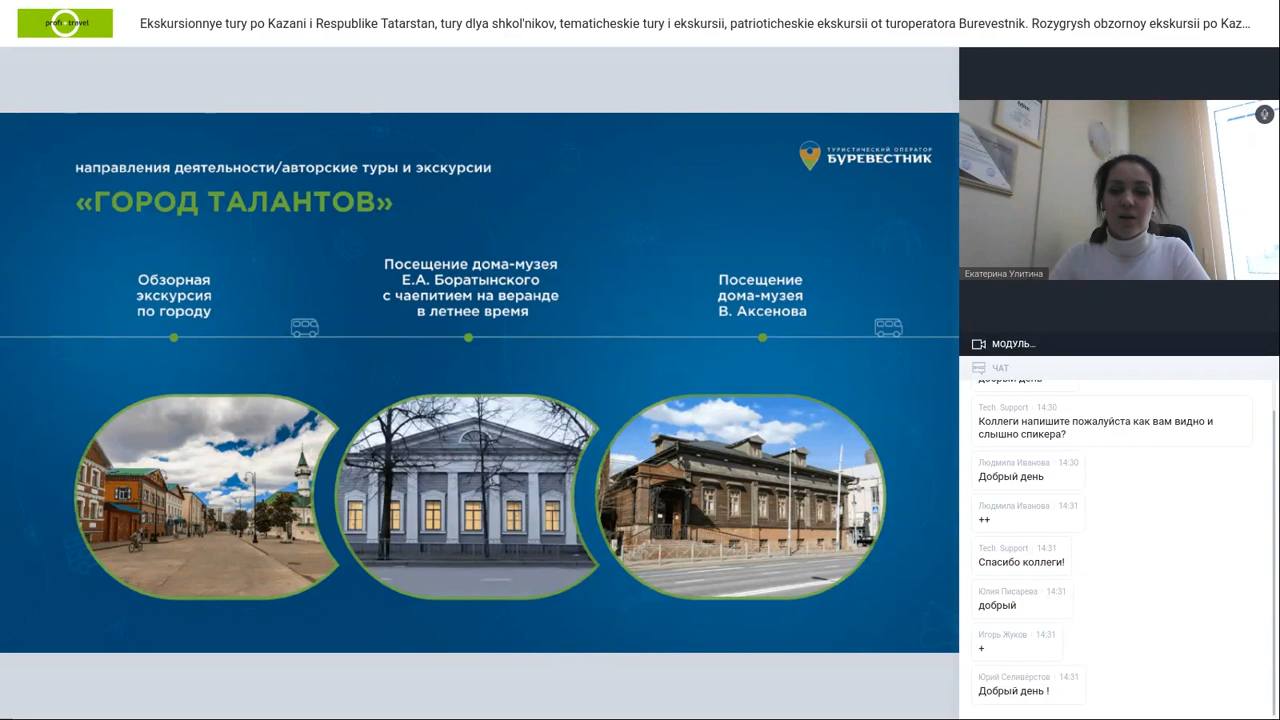 profi travel
Ekskursionnye tury po Kazani i Respublike Tatarstan, tury dlya shkol'nikov, tematicheskie tury i ekskursii, patrioticheskie ekskursii ot turoperatora Burevestnik. Rozygrysh obzornoy ekskursii po Kaz…
направления деятельности/авторские туры и экскурсии
«ГОРОД ТАЛАНТОВ»
ТУРИСТИЧЕСКИЙ ОПЕРАТОР
БУРЕВЕСТНИК
Обзорная
экскурсия
по городу
Посещение дома-музея
Е.А. Боратынского
с чаепитием на веранде
в летнее время
Посещение
дома-музея
В. Аксенова
Екатерина Улитина
МОДУЛЬ…
ЧАТ
добрый день
Tech. Support 14:30
Коллеги напишите пожалуйста как вам видно и
слышно спикера?
Людмила Иванова 14:30
Добрый день
Людмила Иванова 14:31
++
Tech. Support 14:31
Спасибо коллеги!
Юлия Писарева 14:31
добрый
Игорь Жуков 14:31
+
Юрий Селивёрстов 14:31
Добрый день !